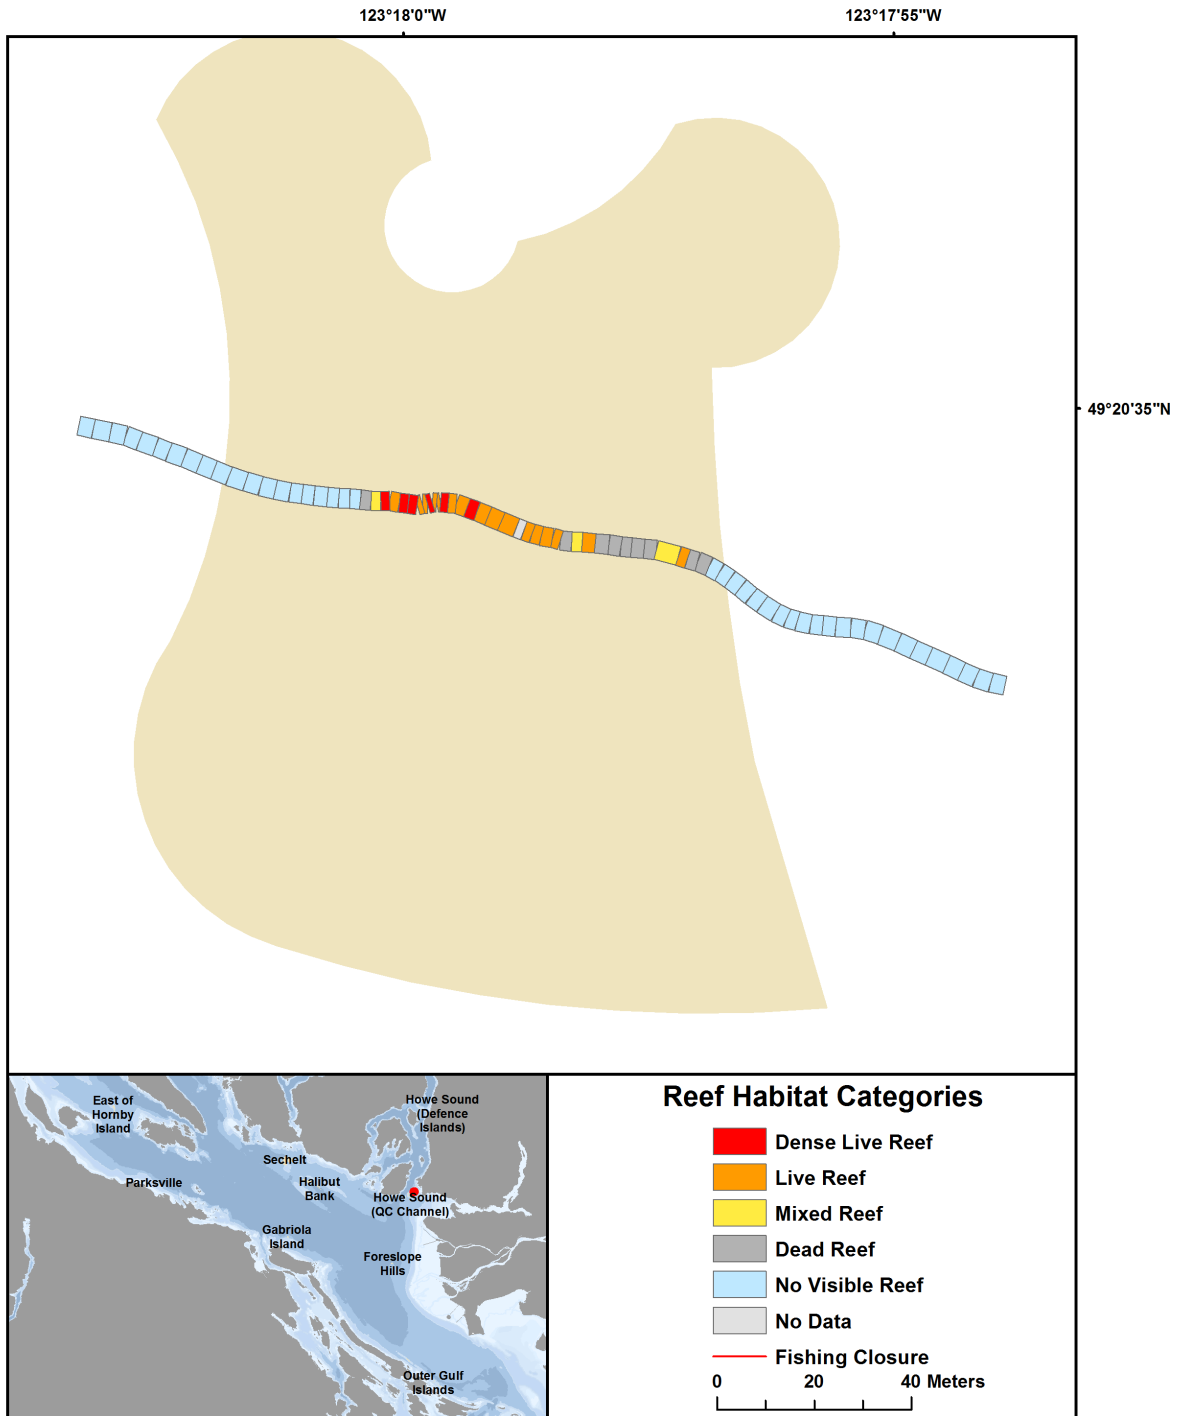 123°18'0"W
123°17'55"W
49°20'35"N
East of
Hornby
Island
Howe Sound
(Defence
Islands)
Sechelt
Parksville
Halibut
Bank
Howe Sound
(QC Channel)
Gabriola
Island
Foreslope
Hills
Outer Gulf
Islands
Reef Habitat Categories
Dense Live Reef
Live Reef
Mixed Reef
Dead Reef
No Visible Reef
No Data
Fishing Closure
0 20 40 Meters